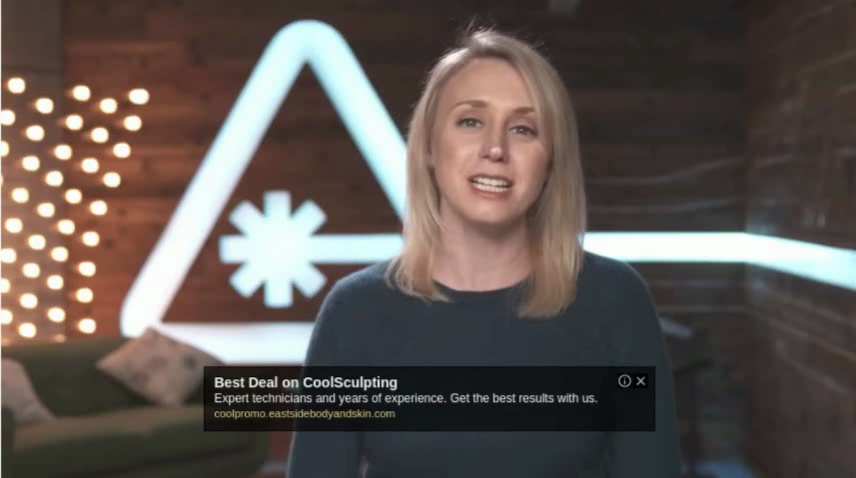 Best Deal on CoolSculpting
Expert technicians and years of experience. Get the best results with us.
coolpromo.eastsidebodyandskin.com